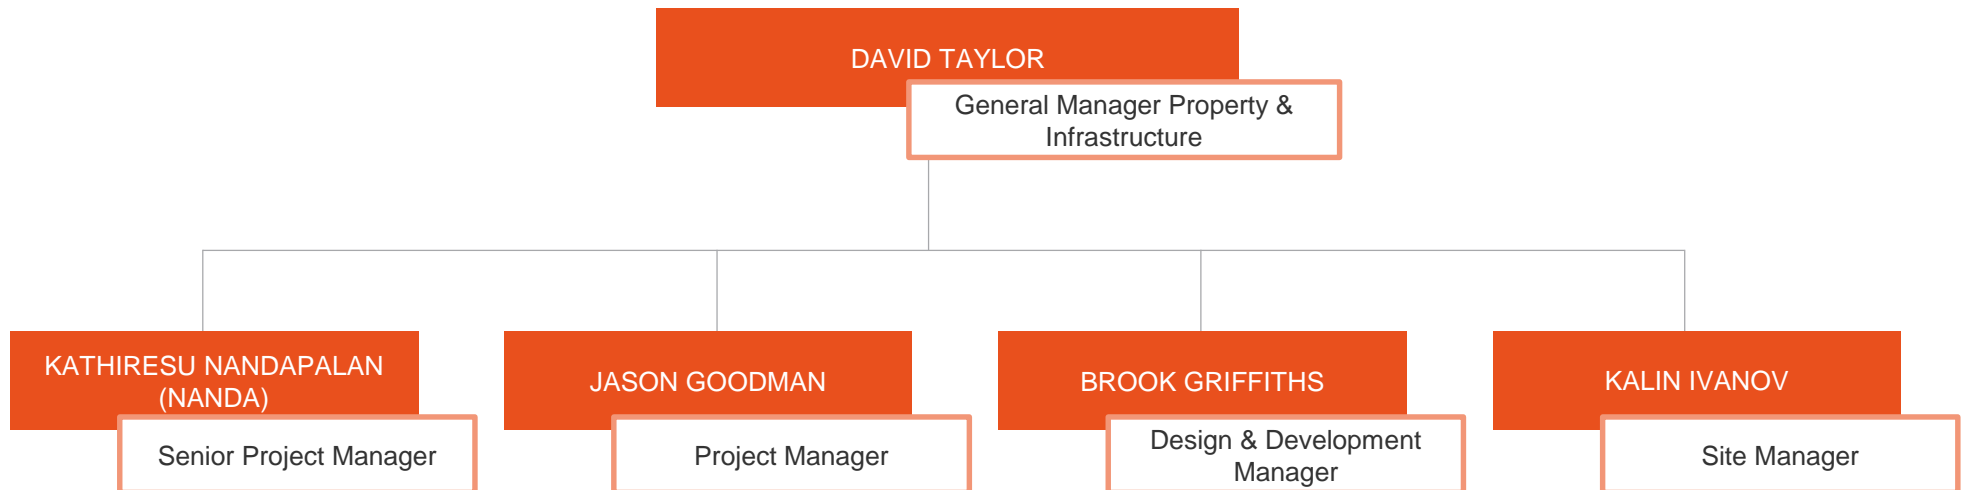 DAVID TAYLOR
General Manager Property &
Infrastructure
KATHIRESU NANDAPALAN
(NANDA)
Senior Project Manager
JASON GOODMAN
Project Manager
BROOK GRIFFITHS
Design & Development
Manager
KALIN IVANOV
Site Manager